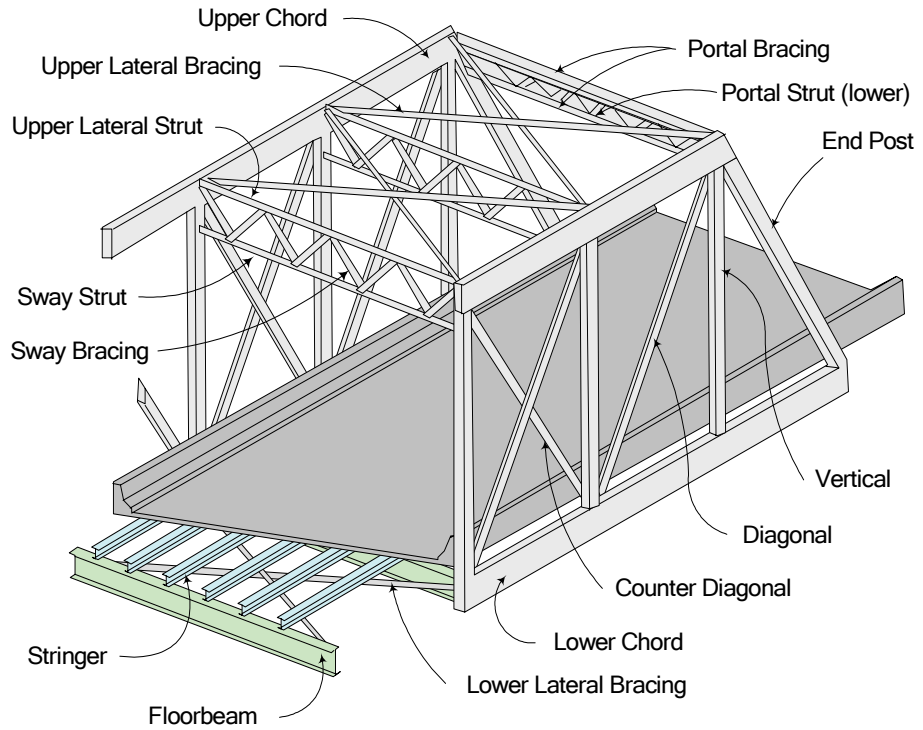 Upper Chord
Upper Lateral Bracing
Upper Lateral Strut
Portal Bracing
Portal Strut (lower)
End Post
Sway Strut
Sway Bracing
Vertical
Diagonal
Counter Diagonal
Lower Chord
Stringer
Lower Lateral Bracing
Floorbeam